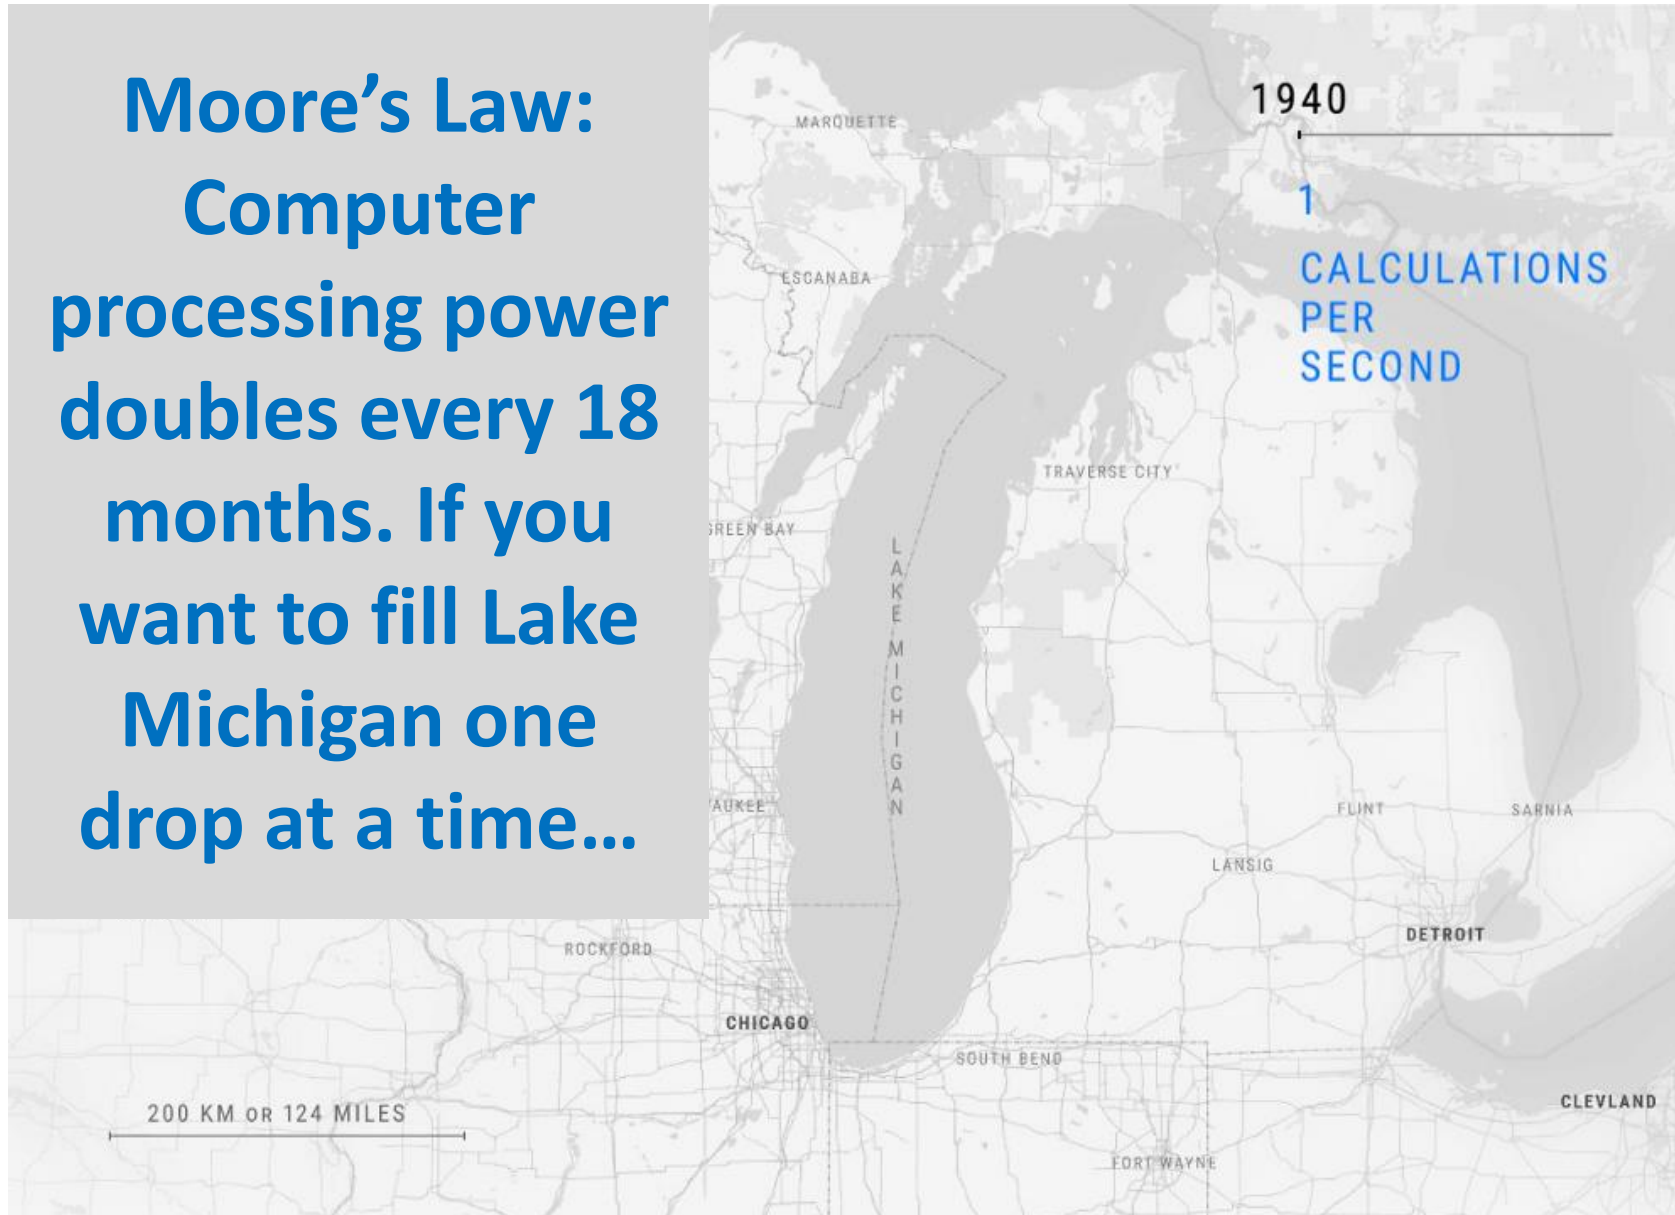 Moore’s Law:
Computer
processing power
doubles every 18
months. If you
want to fill Lake
Michigan one
drop at a time…
1940
1
CALCULATIONS
PER
SECOND
MARQUETTE
ESCANABA
TRAVERSE CITY
GREEN BAY
LAKE MICHIGAN
AUKEE
FLINT
SARNIA
LANSIG
DETROIT
ROCKFORD
CHICAGO
SOUTH BEND
CLEVLAND
200 KM OR 124 MILES
FORT WAYNE